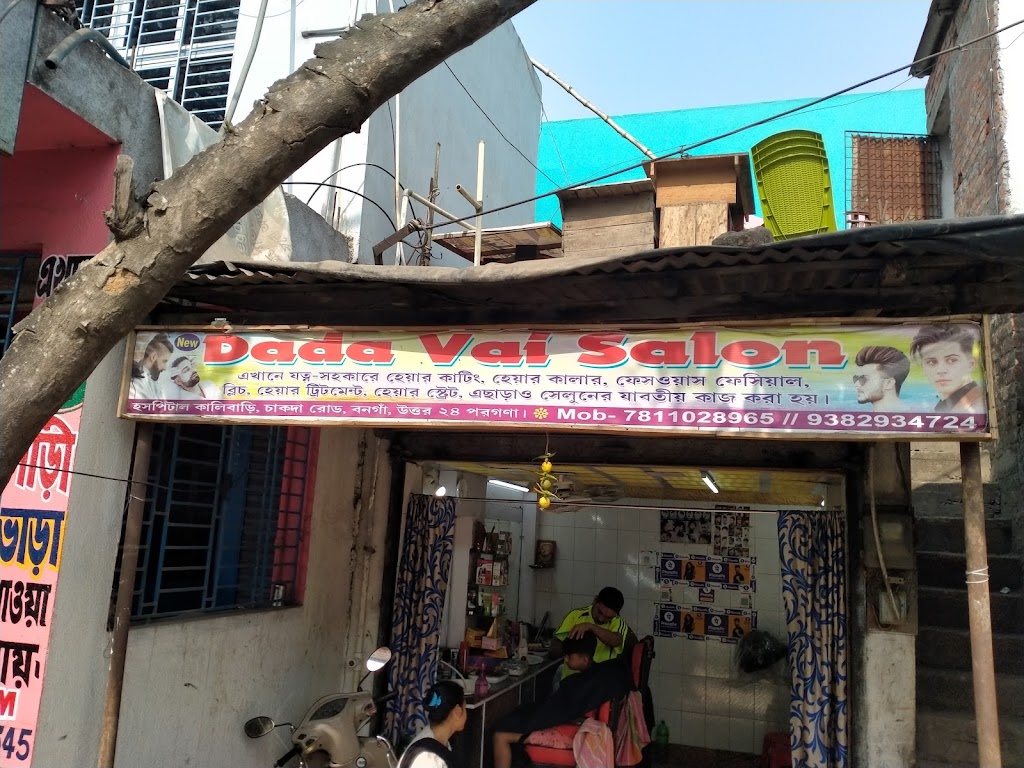 New
Dada Vai Salon
এখানে যত্ন-সহকারে হেয়ার কাটিং, হেয়ার কালার, ফেসওয়াস ফেসিয়াল,
ব্লিচ, হেয়ার ট্রিটমেন্ট, হেয়ার স্ট্রেট, এছাড়াও সেলুনের যাবতীয় কাজ করা হয়।
হসপিটাল কালিবাড়ি, চাকদা রোড, বনগাঁ, উত্তর ২৪ পরগণা। Mob- 7811028965 // 9382934724
ভাড়া
M